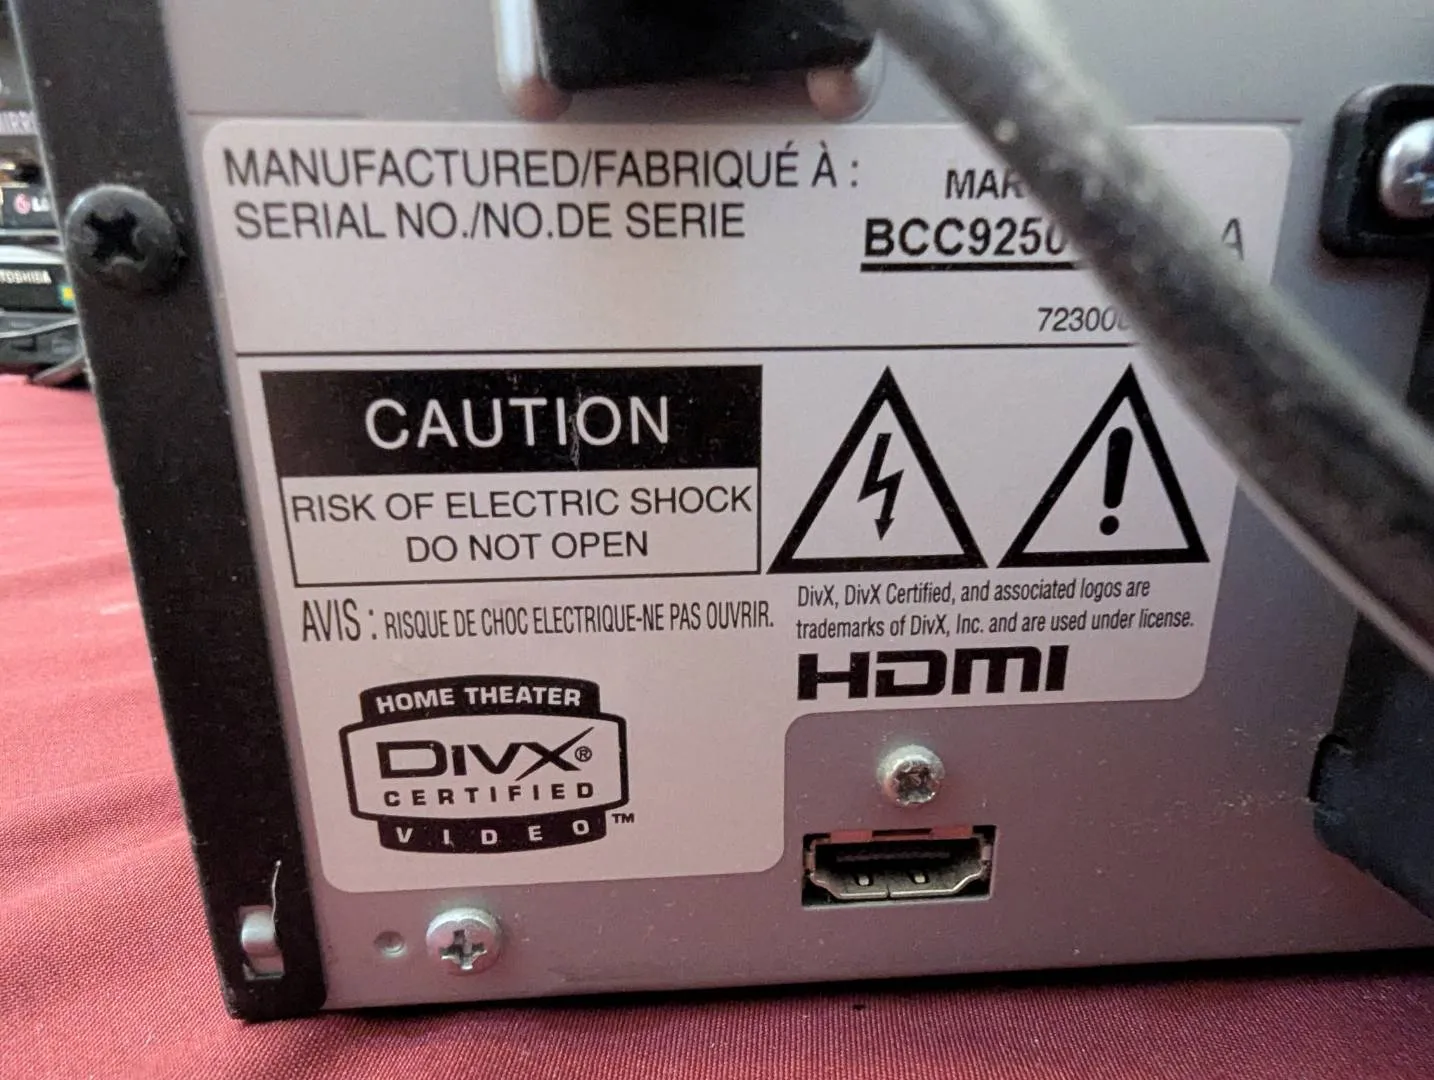 MANUFACTURED/FABRIQUÉ À :
SERIAL NO./NO.DE SERIE
CAUTION
RISK OF ELECTRIC SHOCK
DO NOT OPEN
AVIS : RISQUE DE CHOC ELECTRIQUE-NE PAS OUVRIR.
DivX, DivX Certified, and associated logos are
trademarks of DivX, Inc. and are used under license.
HDMI
HOME THEATER
DIVX®
CERTIFIED
VIDEO™
TOSHIBA